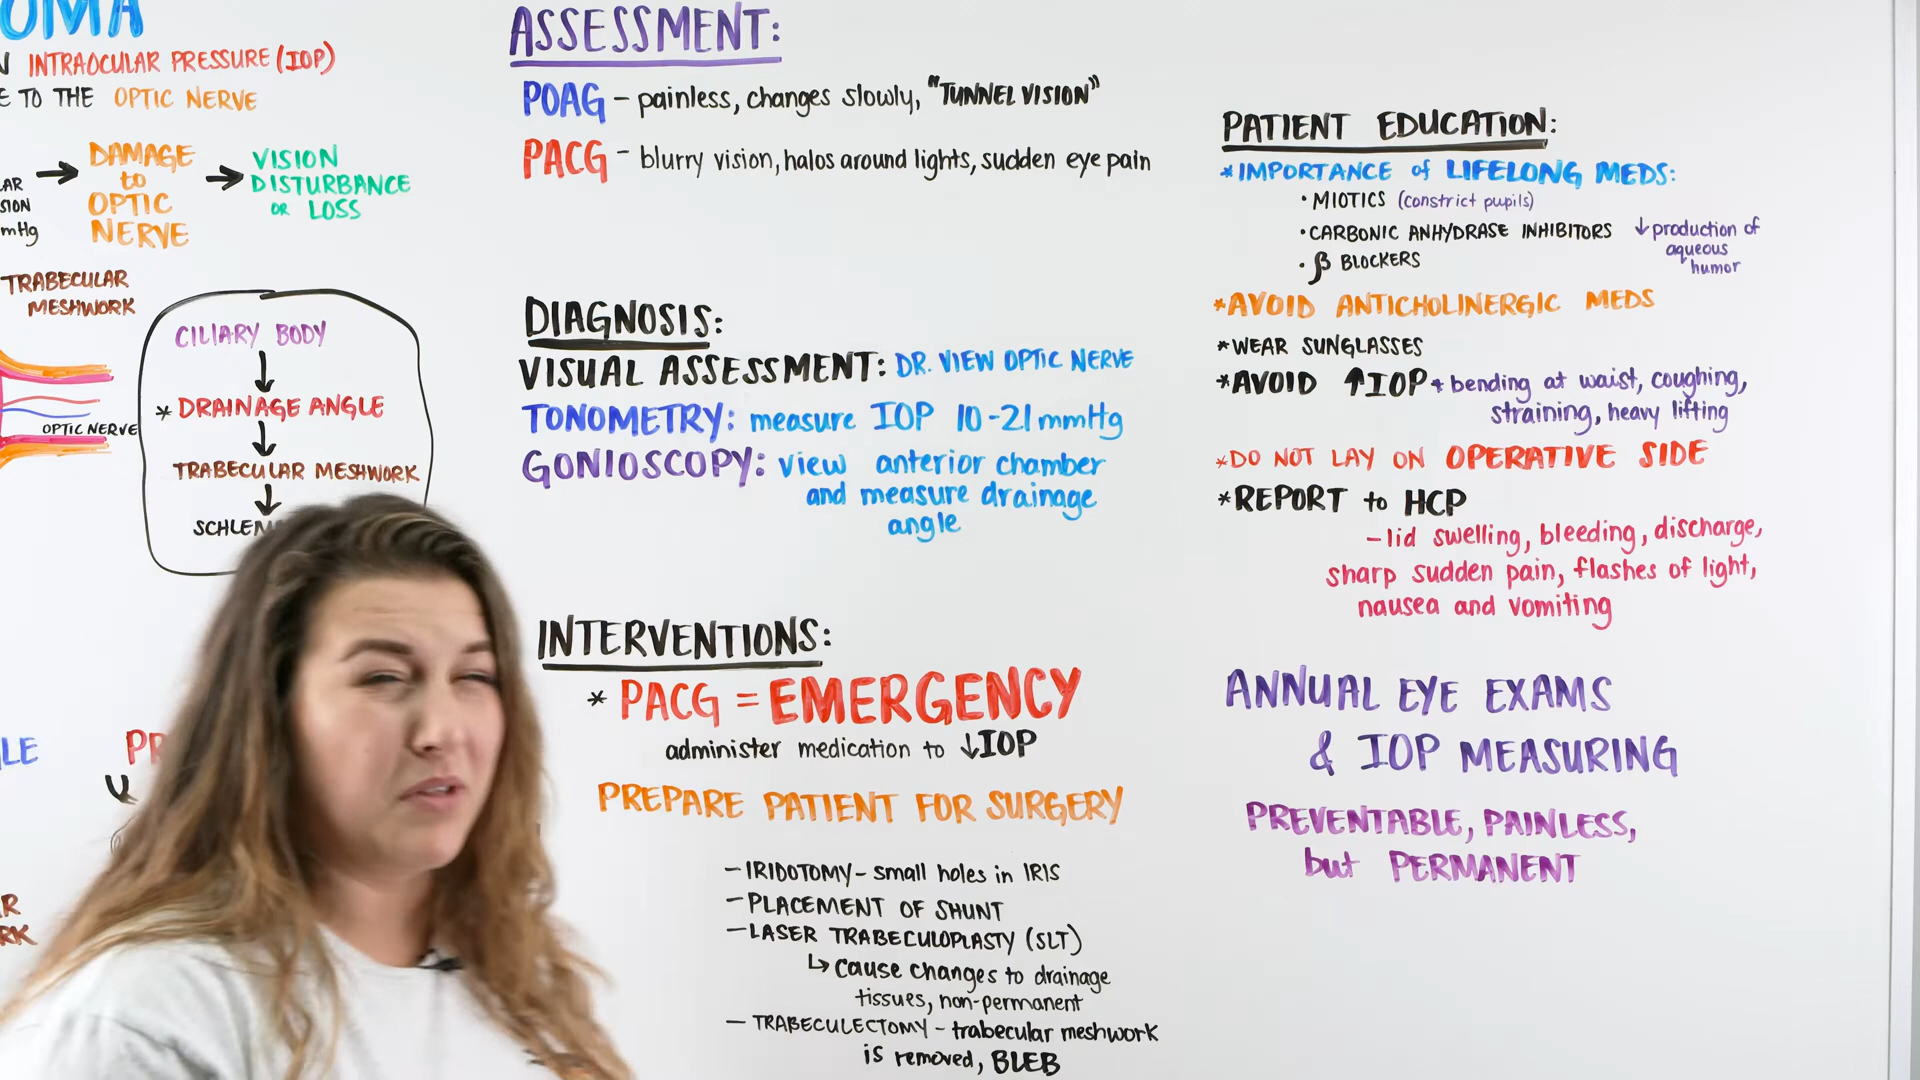 OMA
INTRAOCULAR PRESSURE (IOP)
E TO THE OPTIC NERVE
DAMAGE
to
OPTIC
NERVE
VISION
DISTURBANCE
OR LOSS
AR
SION
mmHg
TRABECULAR
MESHWORK
OPTIC NERVE
CILIARY BODY
* DRAINAGE ANGLE
TRABECULAR MESHWORK
SCHLEM
LE
PR
R
RK
ASSESSMENT:
POAG - painless, changes slowly, "TUNNEL VISION"
PACG - blurry vision, halos around lights, sudden eye pain
DIAGNOSIS:
VISUAL ASSESSMENT: DR. VIEW OPTIC NERVE
TONOMETRY: measure IOP 10-21 mmHg
GONIOSCOPY: view anterior chamber
and measure drainage
angle
INTERVENTIONS:
* PACG = EMERGENCY
administer medication to ↓IOP
PREPARE PATIENT FOR SURGERY
- IRIDOTOMY - small holes in IRIS
- PLACEMENT OF SHUNT
- LASER TRABECULOPLASTY (SLT)
↳ cause changes to drainage
tissues, non-permanent
- TRABECULECTOMY - trabecular meshwork
is removed, BLEB
PATIENT EDUCATION:
*IMPORTANCE of LIFELONG MEDS:
• MIOTICS (constrict pupils)
• CARBONIC ANHYDRASE INHIBITORS ↓ production of
aqueous
humor
• β BLOCKERS
*AVOID ANTICHOLINERGIC MEDS
*WEAR SUNGLASSES
*AVOID ↑IOP → bending at waist, coughing,
straining, heavy lifting
*DO NOT LAY ON OPERATIVE SIDE
*REPORT to HCP
- lid swelling, bleeding, discharge,
sharp sudden pain, flashes of light,
nausea and vomiting
ANNUAL EYE EXAMS
& IOP MEASURING
PREVENTABLE, PAINLESS,
but PERMANENT